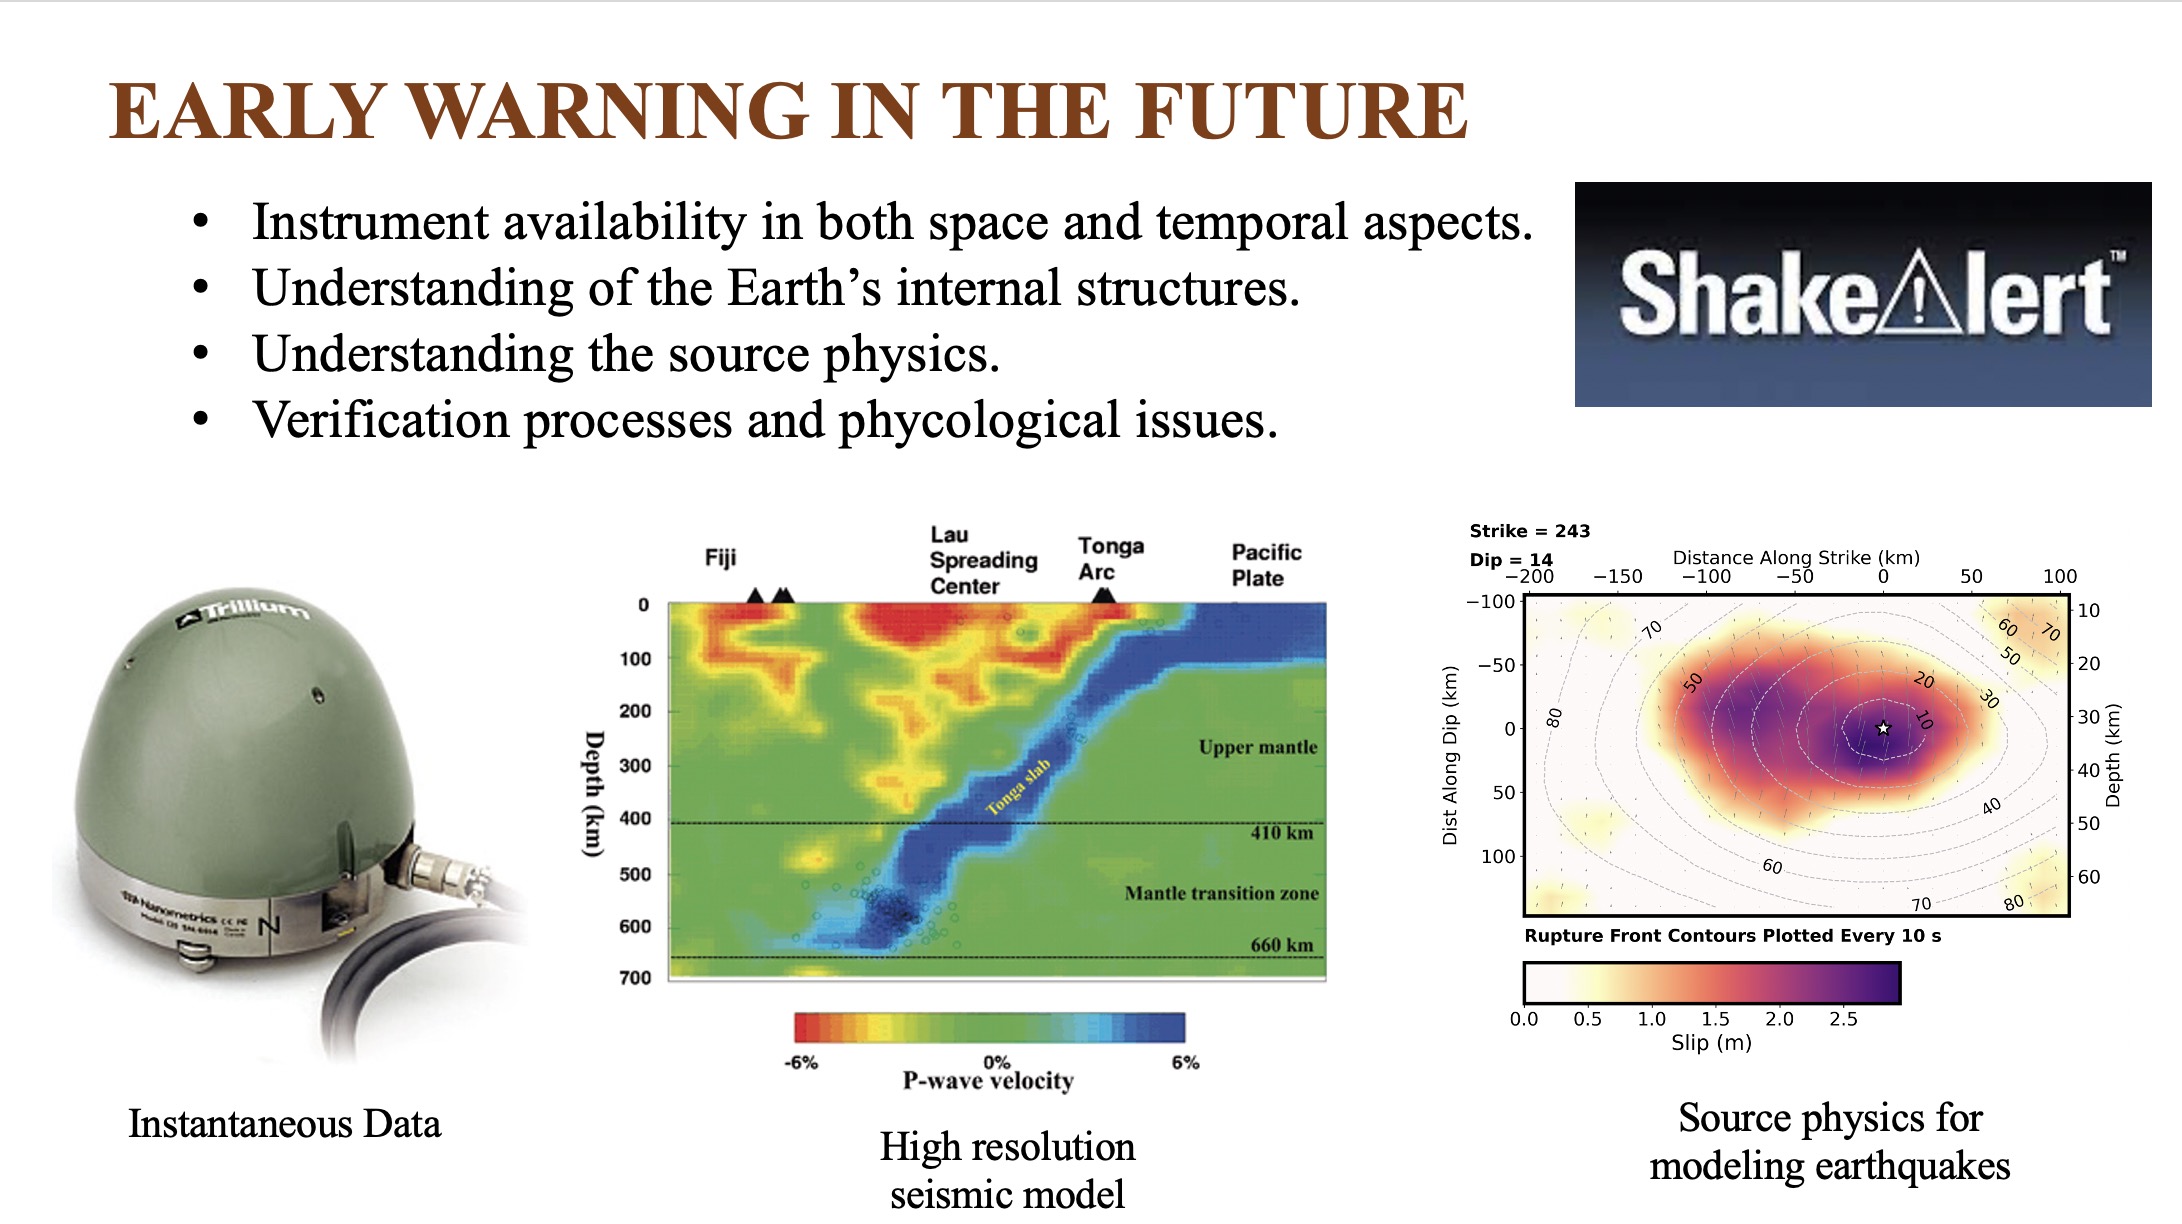 EARLY WARNING IN THE FUTURE
• Instrument availability in both space and temporal aspects.
• Understanding of the Earth’s internal structures.
• Understanding the source physics.
• Verification processes and phycological issues.
ShakeAlert™
Trillium
Nanometrics
N
Instantaneous Data
Fiji
Lau
Spreading
Center
Tonga
Arc
Pacific
Plate
Depth (km)
0
100
200
300
400
500
600
700
Upper mantle
Tonga slab
410 km
Mantle transition zone
660 km
-6% 0% 6%
P-wave velocity
High resolution
seismic model
Strike = 243
Dip = 14
Distance Along Strike (km)
−200 −150 −100 −50 0 50 100
Dist Along Dip (km)
−100
−50
0
50
100
Depth (km)
10
20
30
40
50
60
70
60
70
50
50
20
30
10
80
40
60
70
80
Rupture Front Contours Plotted Every 10 s
0.0 0.5 1.0 1.5 2.0 2.5
Slip (m)
Source physics for
modeling earthquakes